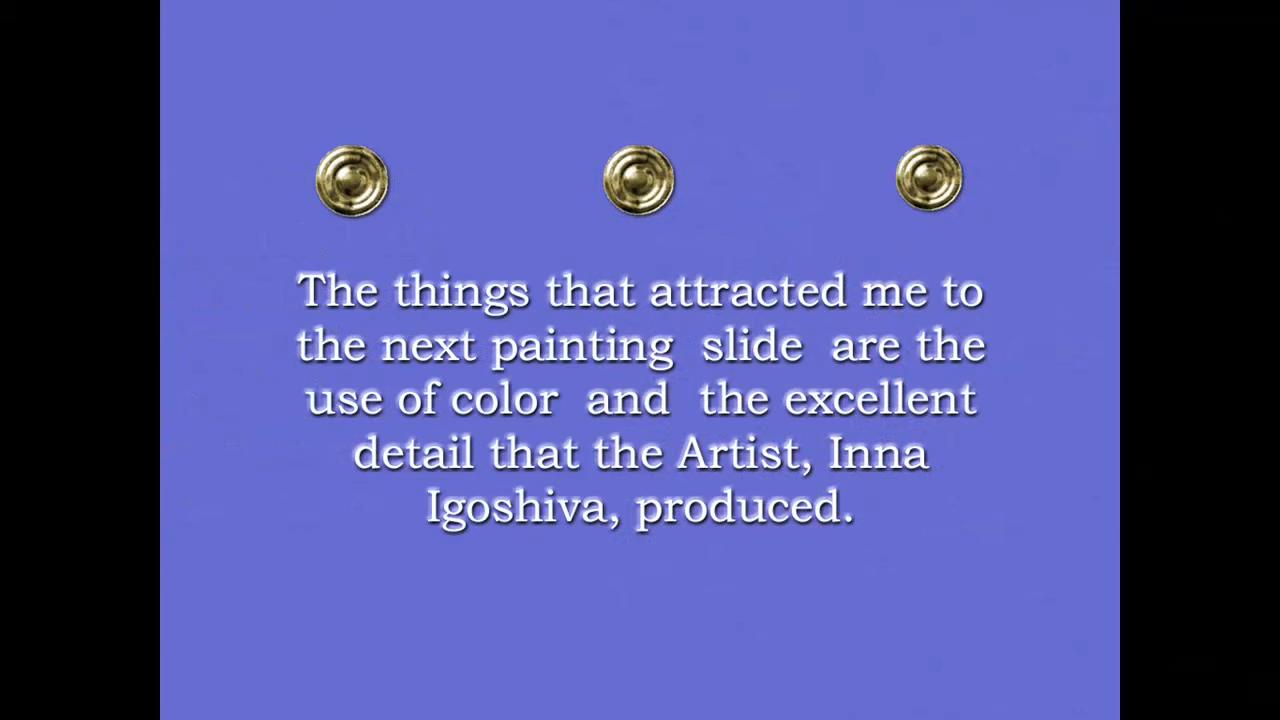 The things that attracted me to
the next painting  slide  are the
use of color  and  the excellent
detail that the Artist, Inna
Igoshiva, produced.